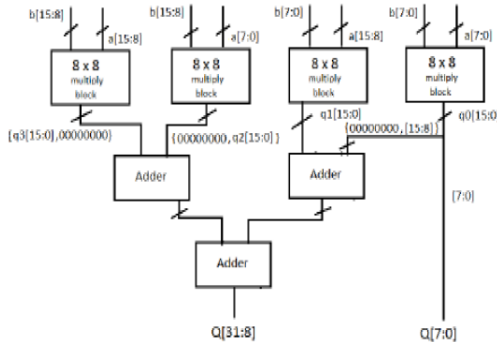 b[15:8] b[15:8] b[7:0] b[7:0]
a[15:8] a[7:0] a[15:8] a[7:0]
8 x 8 8 x 8 8 x 8 8 x 8
multiply multiply multiply multiply
block block block block
q1[15:0] q0[15:0
{q3[15:0],00000000} {00000000,q2[15:0]} {00000000,[15:8]}
Adder Adder
[7:0]
Adder
Q[31:8] Q[7:0]